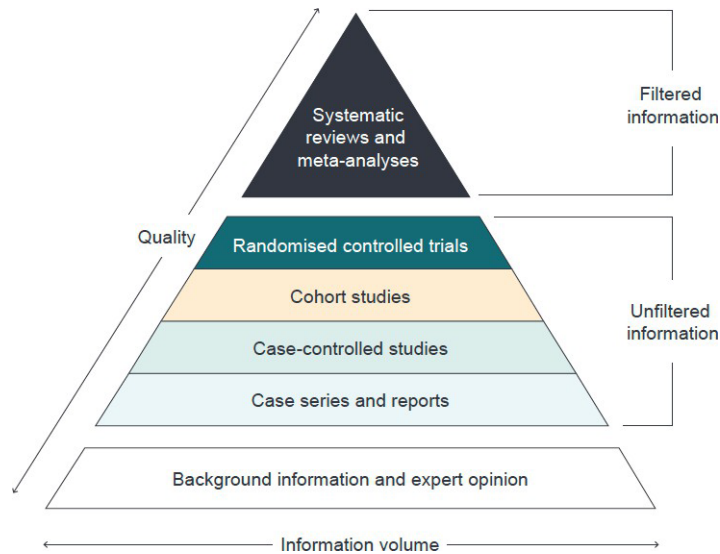 Systematic
reviews and
meta-analyses
Filtered
information
Quality
Randomised controlled trials
Cohort studies
Case-controlled studies
Case series and reports
Unfiltered
information
Background information and expert opinion
Information volume